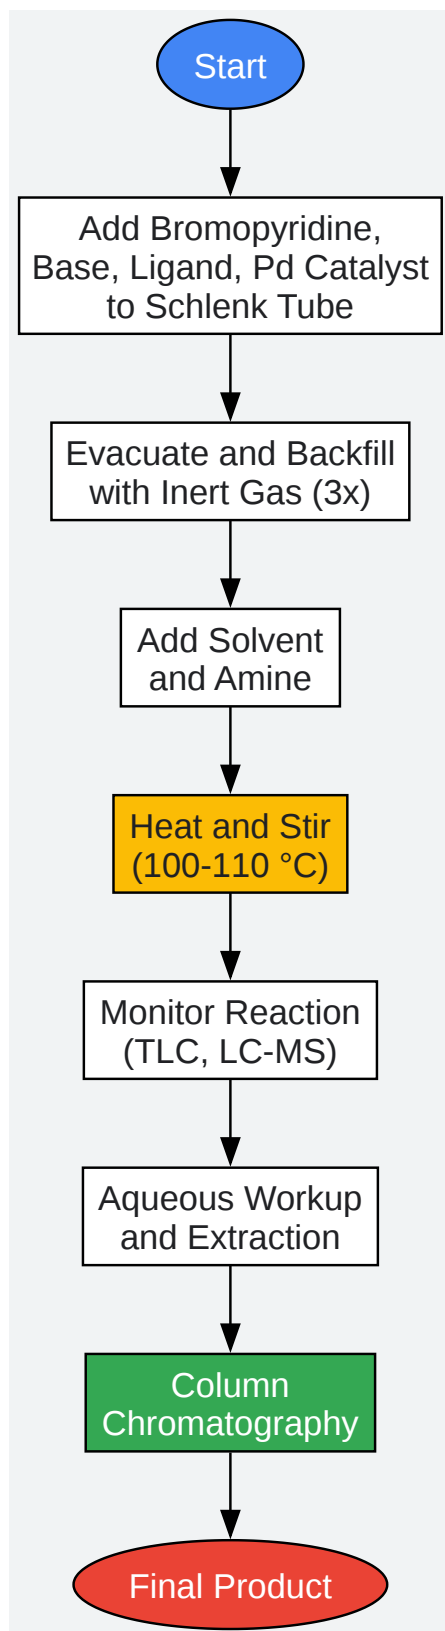 Start
Add Bromopyridine,
Base, Ligand, Pd Catalyst
to Schlenk Tube
Evacuate and Backfill
with Inert Gas (3x)
Add Solvent
and Amine
Heat and Stir
(100-110 °C)
Monitor Reaction
(TLC, LC-MS)
Aqueous Workup
and Extraction
Column
Chromatography
Final Product